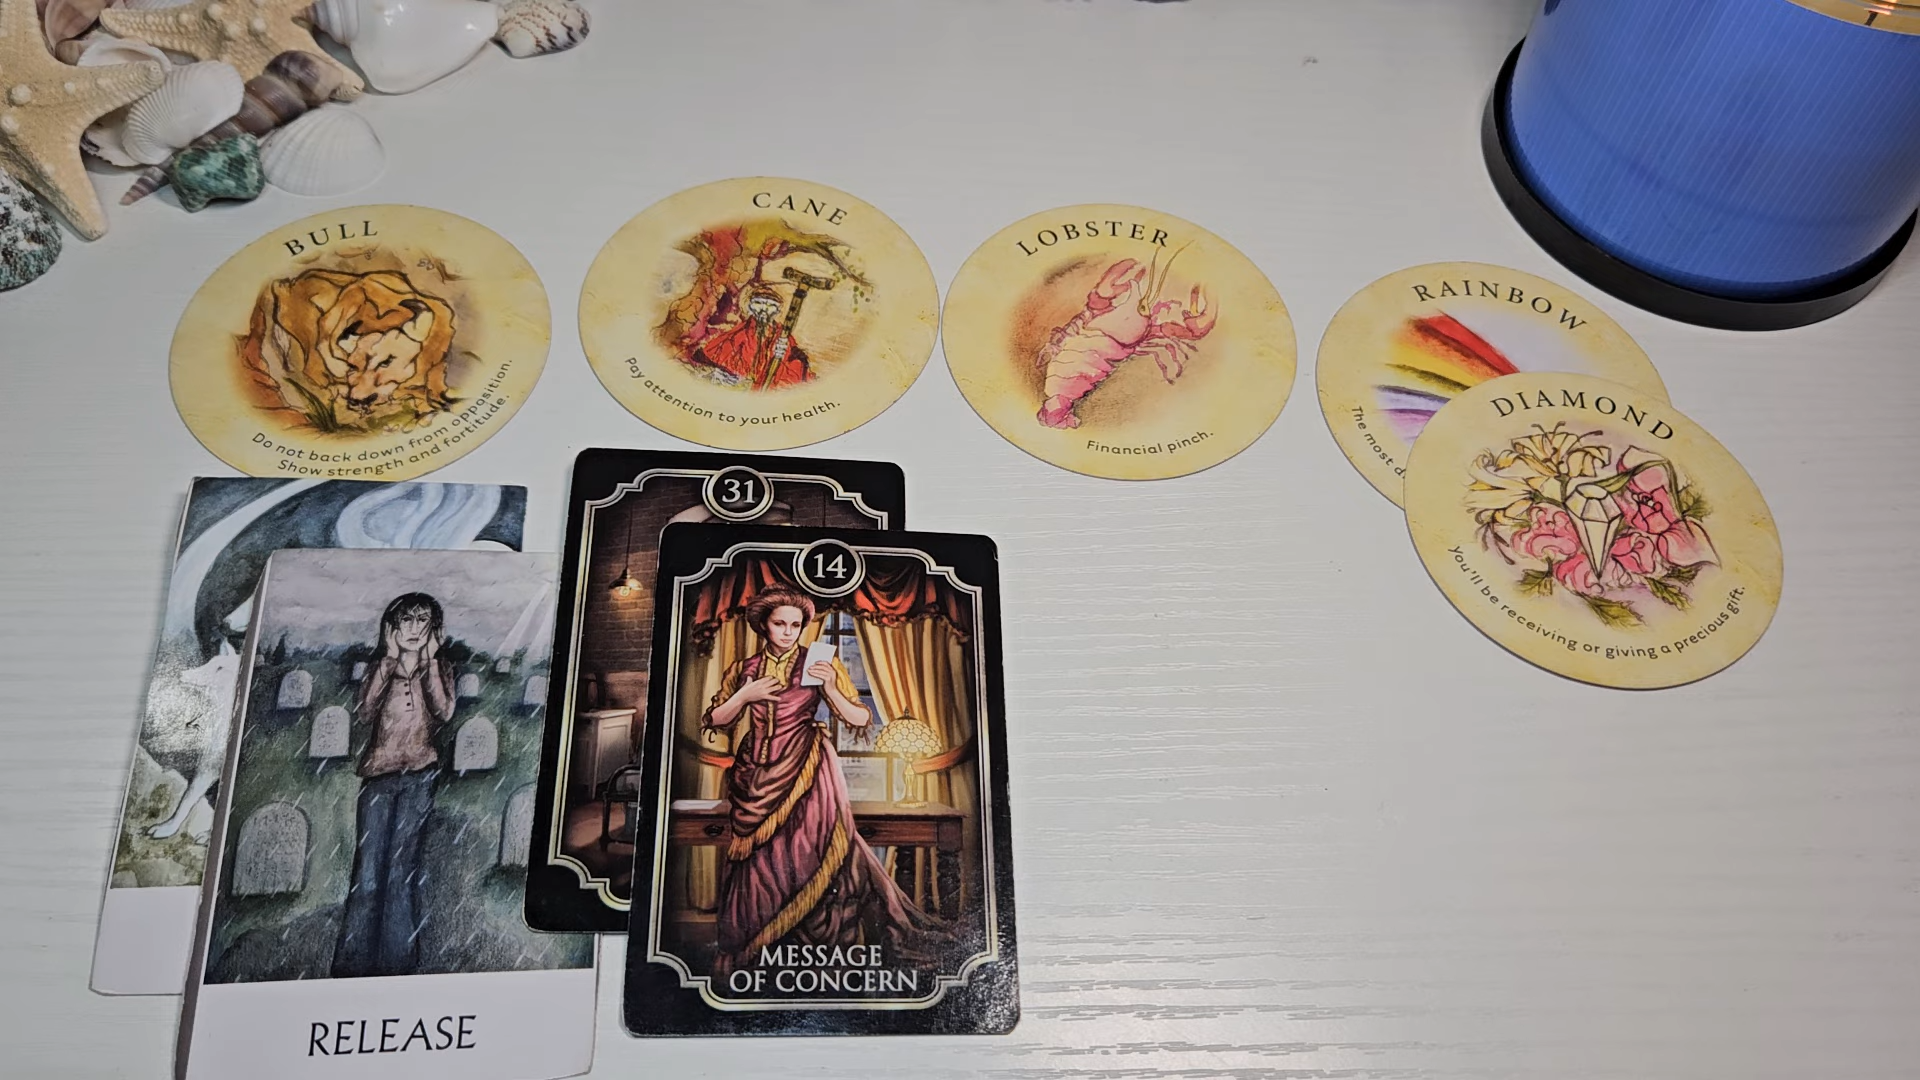 BULL
Do not back down from opposition.
Show strength and fortitude.
CANE
Pay attention to your health.
LOBSTER
Financial pinch.
RAINBOW
The most
DIAMOND
You'll be receiving or giving a precious gift.
31
14
MESSAGE
OF CONCERN
RELEASE